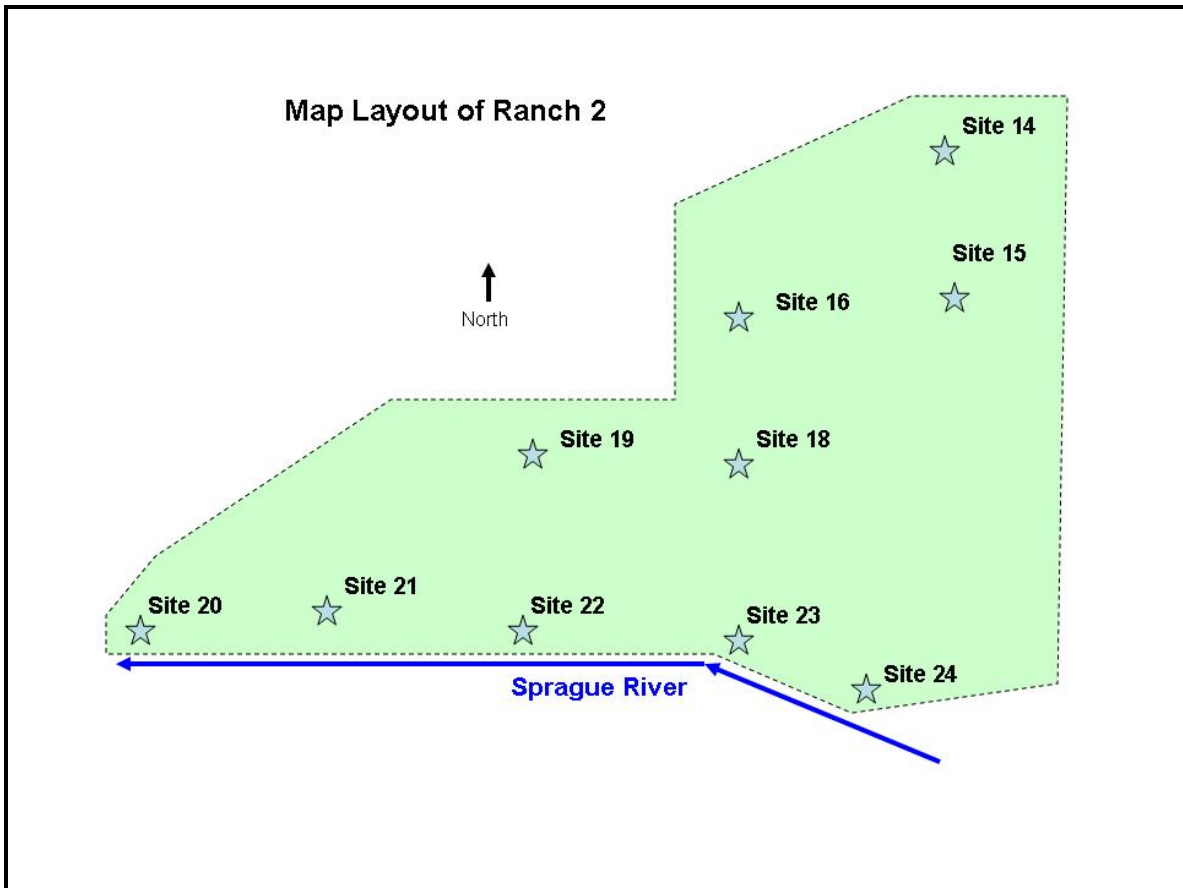 Map Layout of Ranch 2
Site 14
Site 15
Site 16
North
Site 19
Site 18
Site 20
Site 21
Site 22
Site 23
Site 24
Sprague River